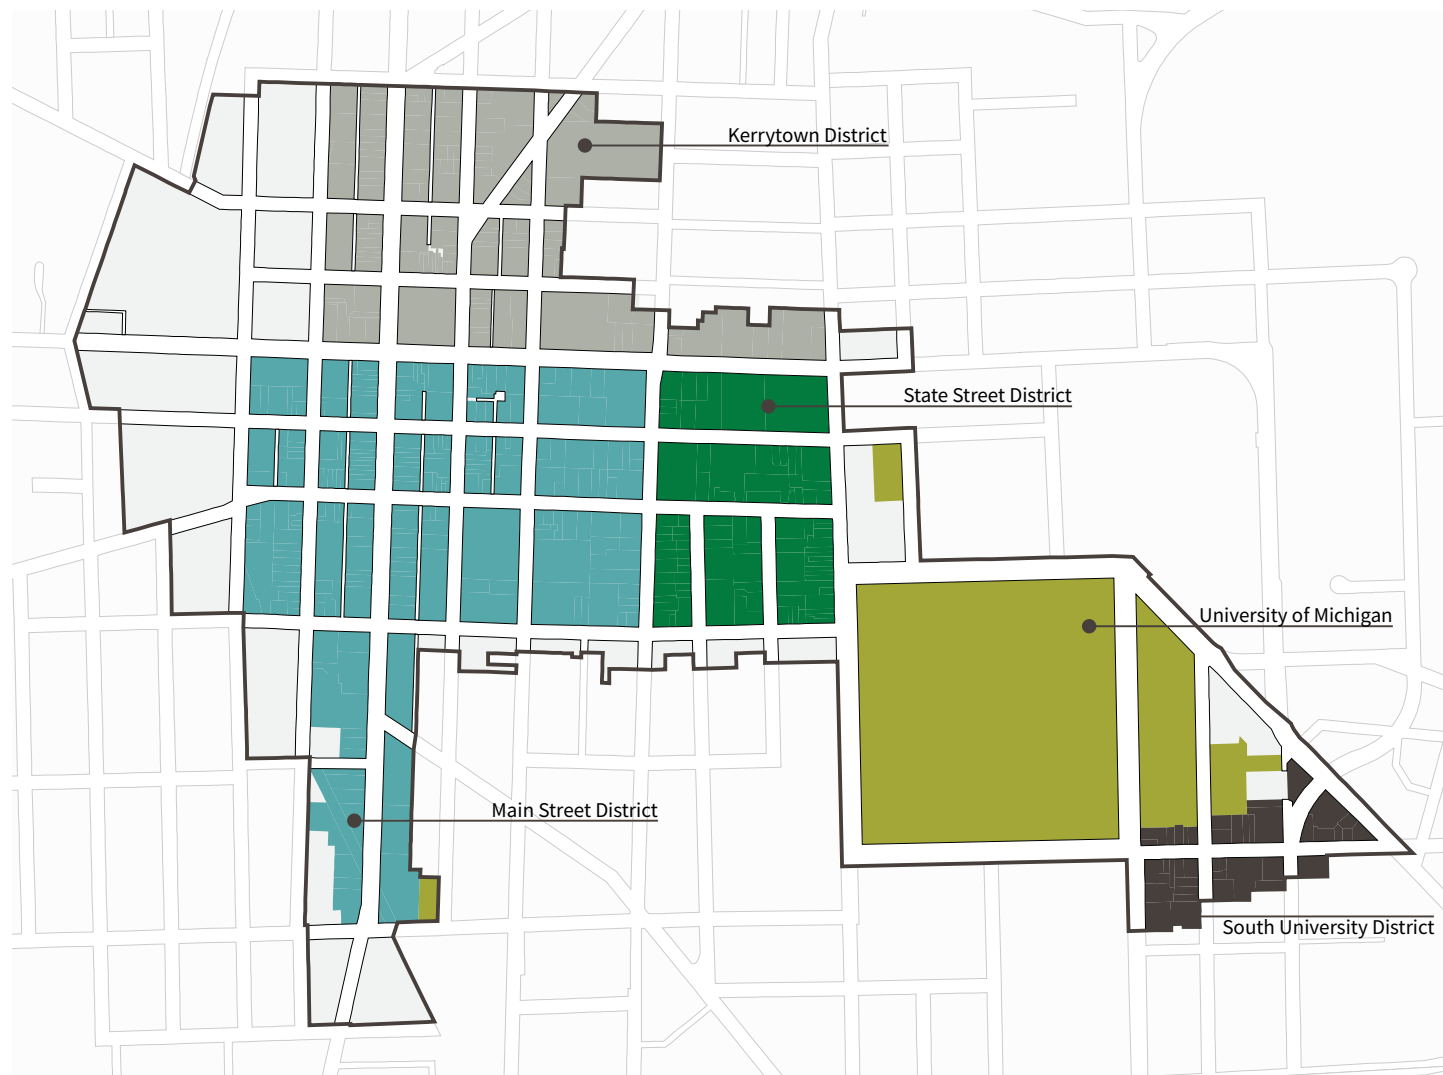 Kerrytown District
State Street District
University of Michigan
Main Street District
South University District